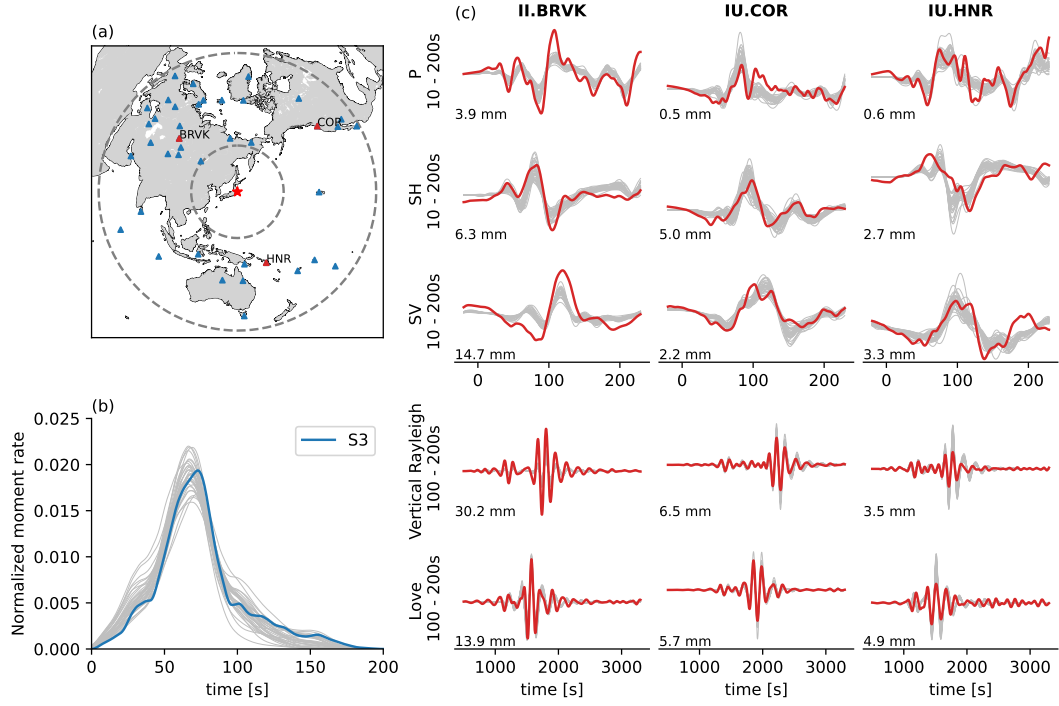 (a)
BRVK
COR
HNR
(b)
Normalized moment rate
0.025
0.020
0.015
0.010
0.005
0.000
S3
0 50 100 150 200
time [s]
(c)
II.BRVK IU.COR IU.HNR
P
10 - 200s
3.9 mm 0.5 mm 0.6 mm
SH
10 - 200s
6.3 mm 5.0 mm 2.7 mm
SV
10 - 200s
14.7 mm 2.2 mm 3.3 mm
0 100 200 0 100 200 0 100 200
Vertical Rayleigh
100 - 200s
30.2 mm 6.5 mm 3.5 mm
Love
100 - 200s
13.9 mm 5.7 mm 4.9 mm
1000 2000 3000 1000 2000 3000 1000 2000 3000
time [s] time [s] time [s]